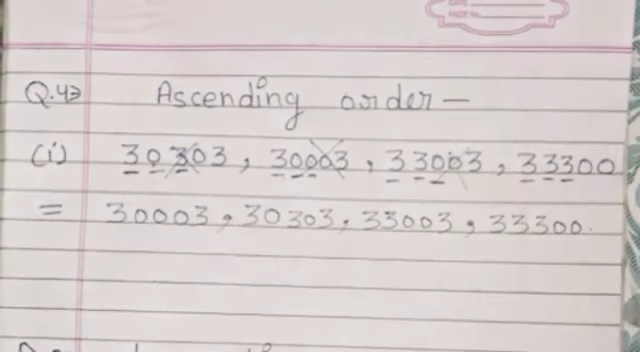 Q.4⇒ Ascending order—
(i) 30303, 30003, 33003, 33300
= 30003, 30303, 33003, 33300.